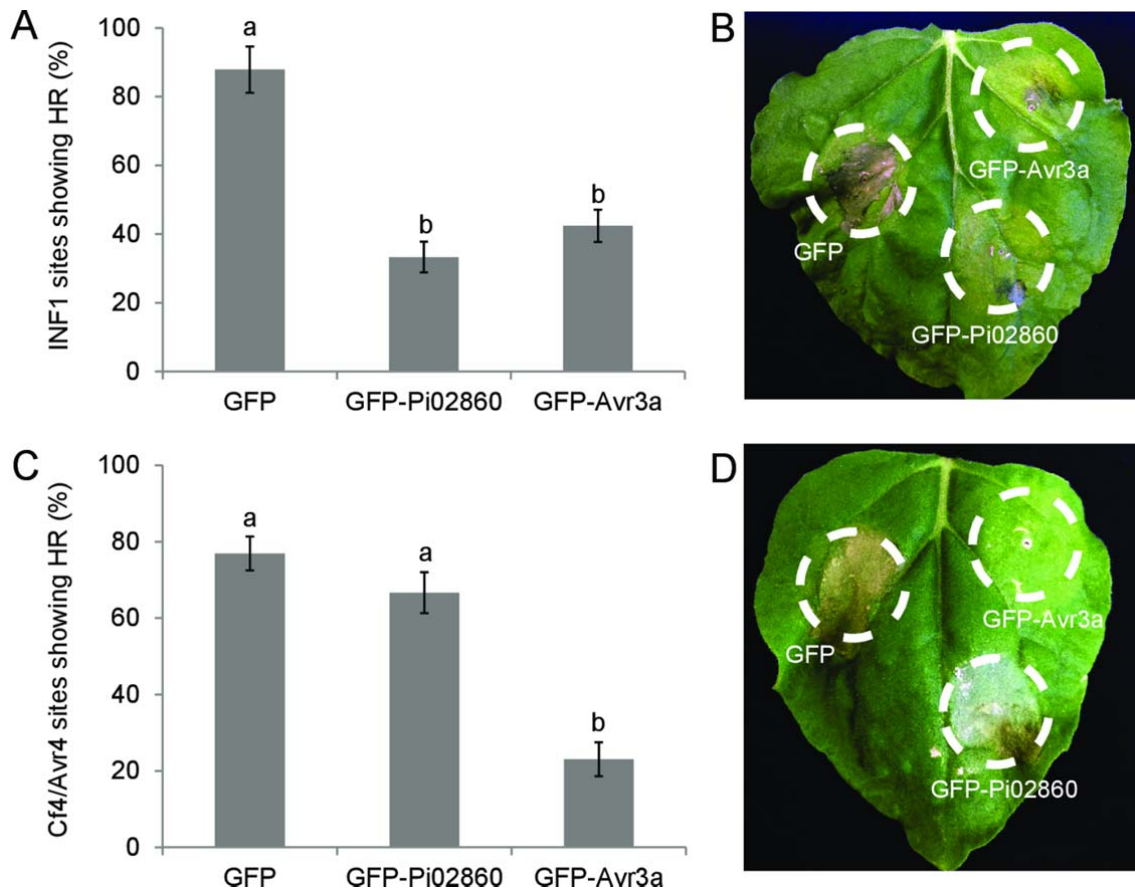 A
INF1 sites showing HR (%)
100
80
60
40
20
0
a
b
b
GFP
GFP-Pi02860
GFP-Avr3a
B
GFP-Avr3a
GFP
GFP-Pi02860
C
Cf4/Avr4 sites showing HR (%)
100
80
60
40
20
0
a
a
b
GFP
GFP-Pi02860
GFP-Avr3a
D
GFP-Avr3a
GFP
GFP-Pi02860